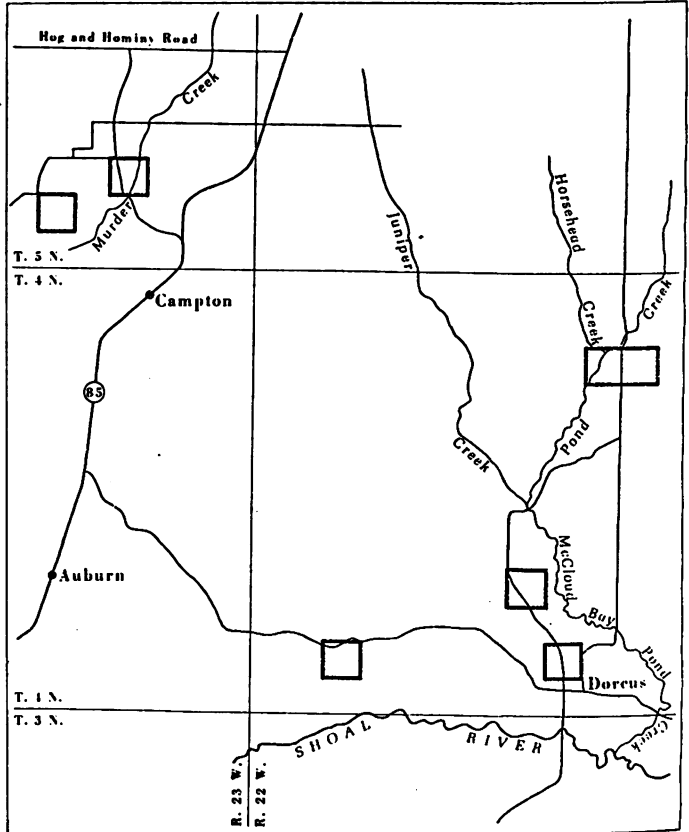 Hog and Hominy Road
Creek
Murder
T. 5 N.
T. 4 N.
Campton
85
Auburn
Juniper
Creek
Horsehead
Creek
Creek
Pond
McCloud
Bay
Pond
Dorcus
Creek
T. 4 N.
T. 3 N.
SHOAL RIVER
R. 23 W.
R. 22 W.